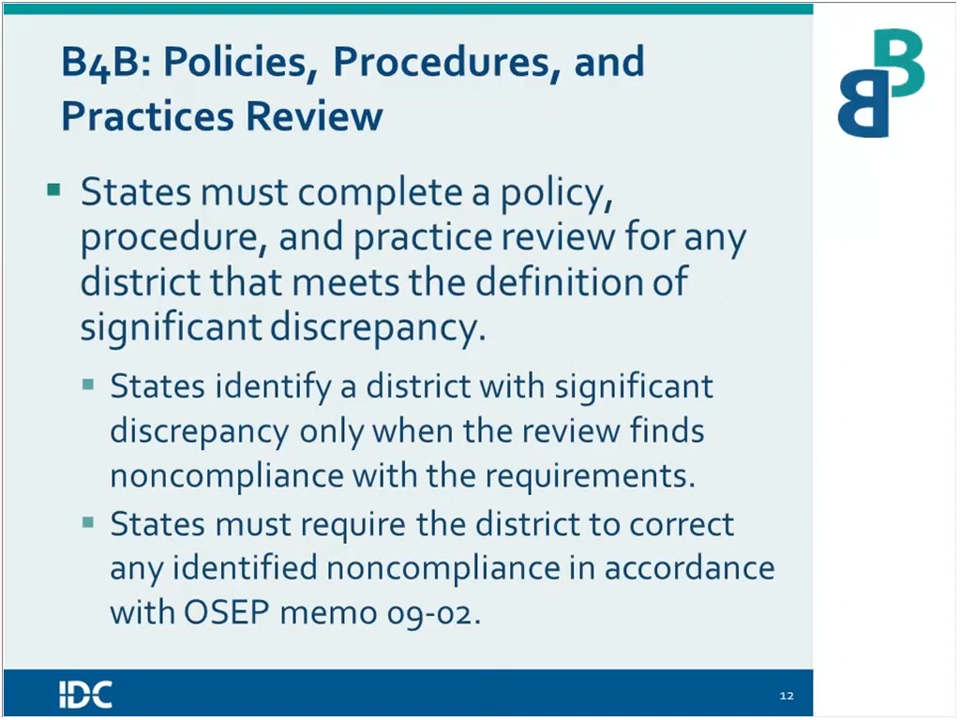 B4B: Policies, Procedures, and
Practices Review
B
B
States must complete a policy,
procedure, and practice review for any
district that meets the definition of
significant discrepancy.
States identify a district with significant
discrepancy only when the review finds
noncompliance with the requirements.
States must require the district to correct
any identified noncompliance in accordance
with OSEP memo 09-02.
IDC
12